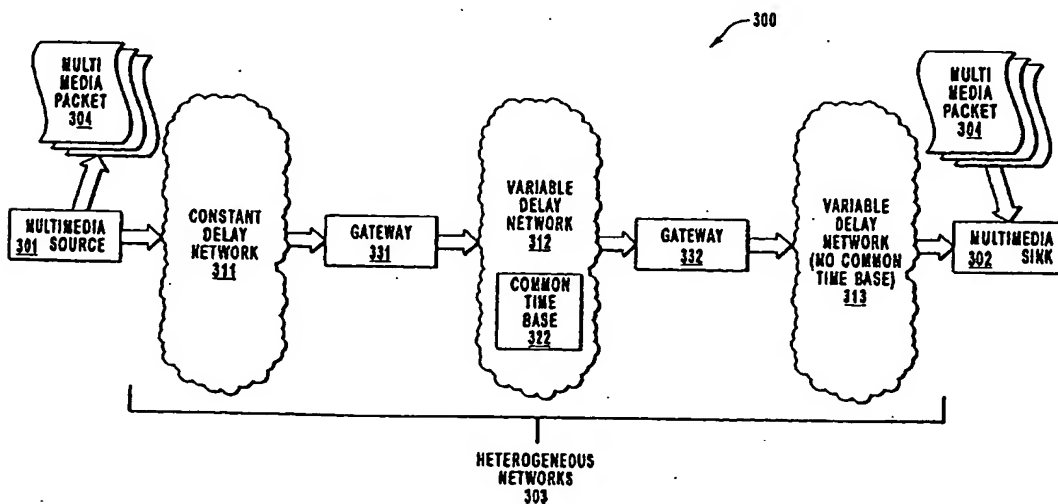 300
MULTI
MEDIA
PACKET
304
MULTIMEDIA
301 SOURCE
CONSTANT
DELAY
NETWORK
311
GATEWAY
331
VARIABLE
DELAY
NETWORK
312
COMMON
TIME
BASE
322
GATEWAY
332
VARIABLE
DELAY
NETWORK
(NO COMMON
TIME BASE)
313
MULTI
MEDIA
PACKET
304
MULTIMEDIA
302 SINK
HETEROGENEOUS
NETWORKS
303